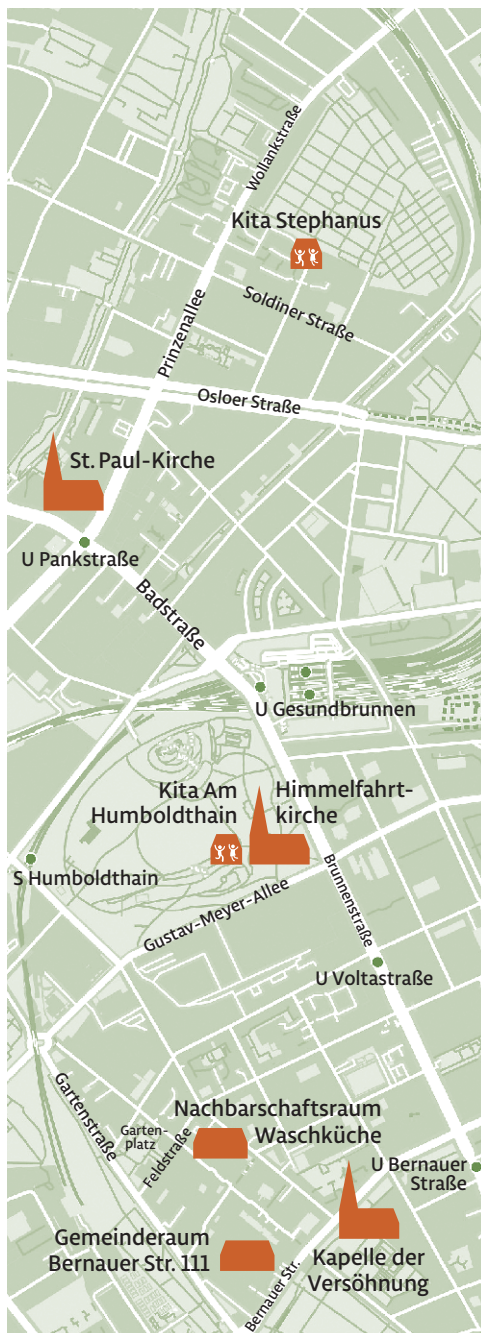 Wollankstraße
Kita Stephanus
Soldiner Straße
Prinzenallee
Osloer Straße
St. Paul-Kirche
U Pankstraße
Badstraße
U Gesundbrunnen
Kita Am
Humboldthain
Himmelfahrt-
kirche
S Humboldthain
Brunnenstraße
Gustav-Meyer-Allee
U Voltastraße
Gartenstraße
Nachbarschaftsraum
Waschküche
Garten-
platz
Feldstraße
U Bernauer
Straße
Gemeinderaum
Bernauer Str. 111
Kapelle der
Versöhnung
Bernauer Str.